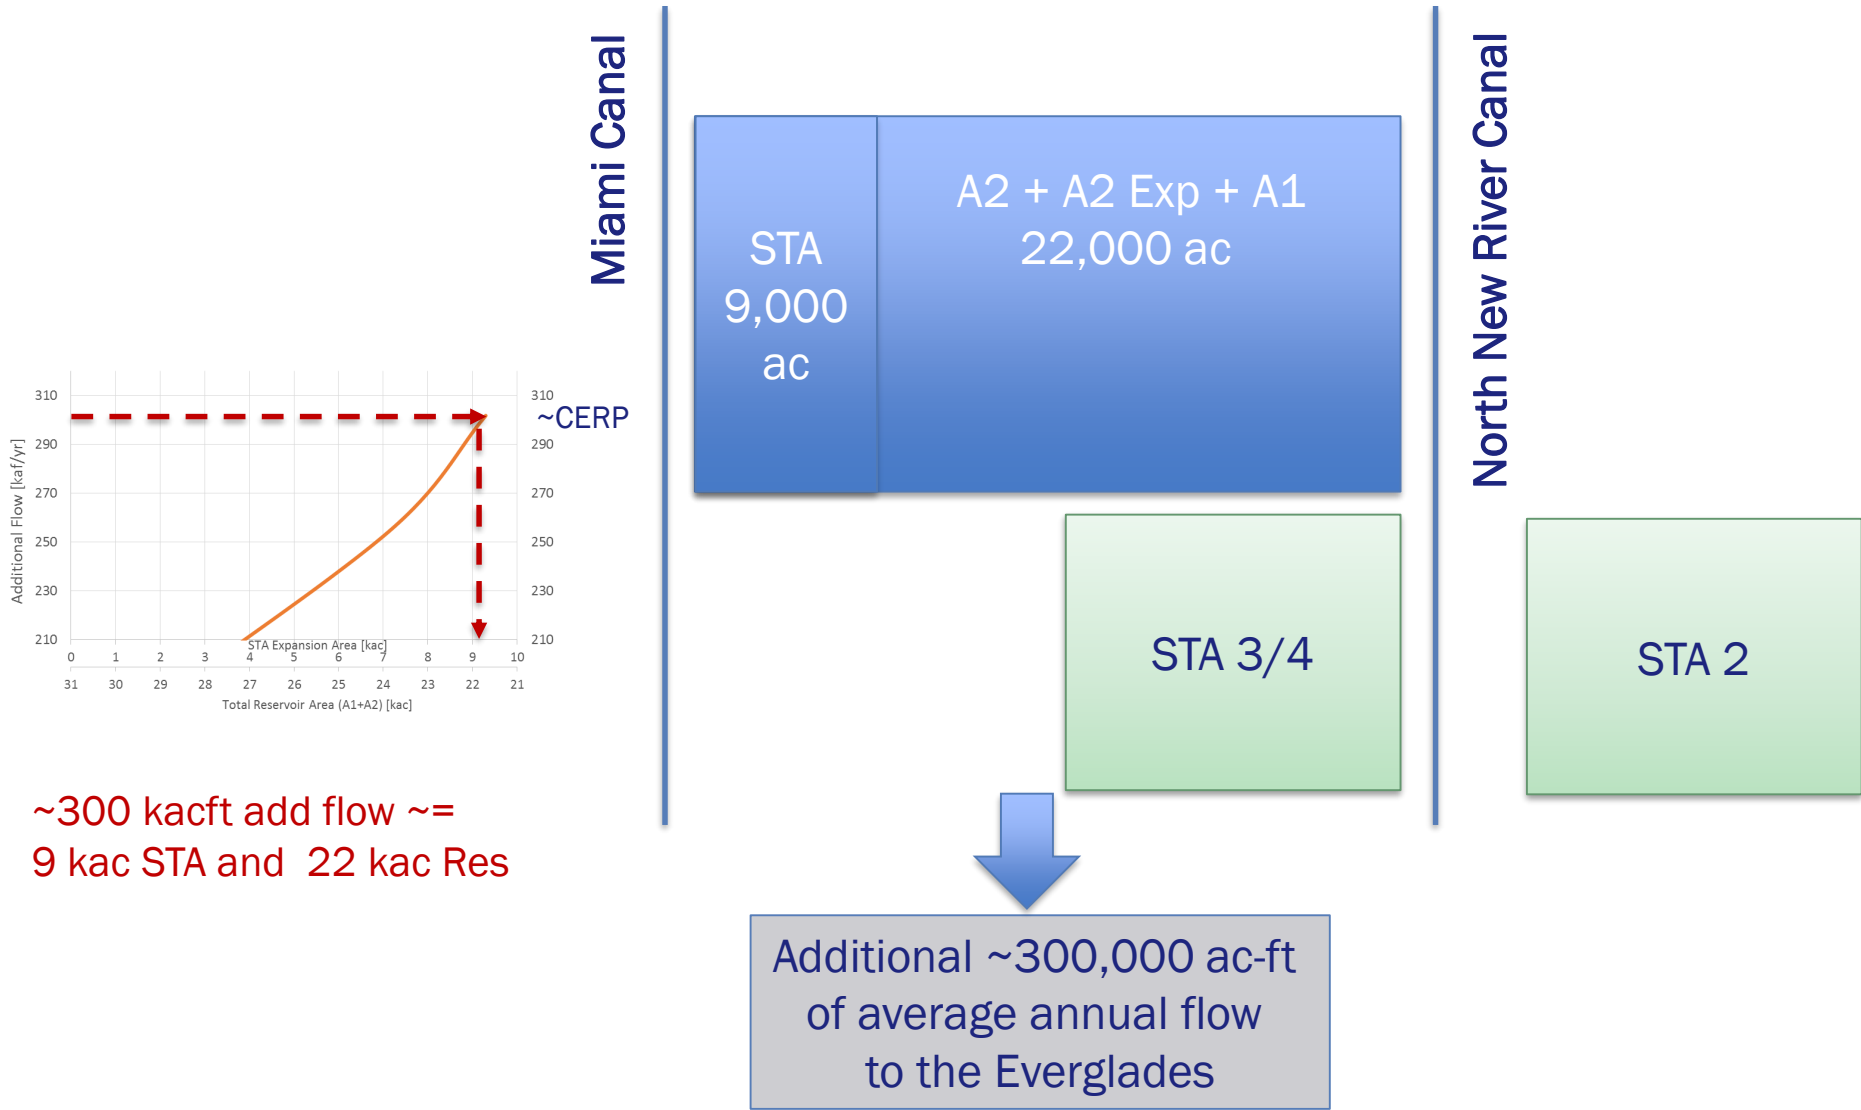 Miami Canal
North New River Canal
STA
9,000
ac
A2 + A2 Exp + A1
22,000 ac
Additional Flow [kaf/yr]
310
290
270
250
230
210
310
290
270
250
230
210
~CERP
STA Expansion Area [kac]
0 1 2 3 4 5 6 7 8 9 10
31 30 29 28 27 26 25 24 23 22 21
Total Reservoir Area (A1+A2) [kac]
STA 3/4
STA 2
~300 kacft add flow ~=
9 kac STA and 22 kac Res
Additional ~300,000 ac-ft
of average annual flow
to the Everglades